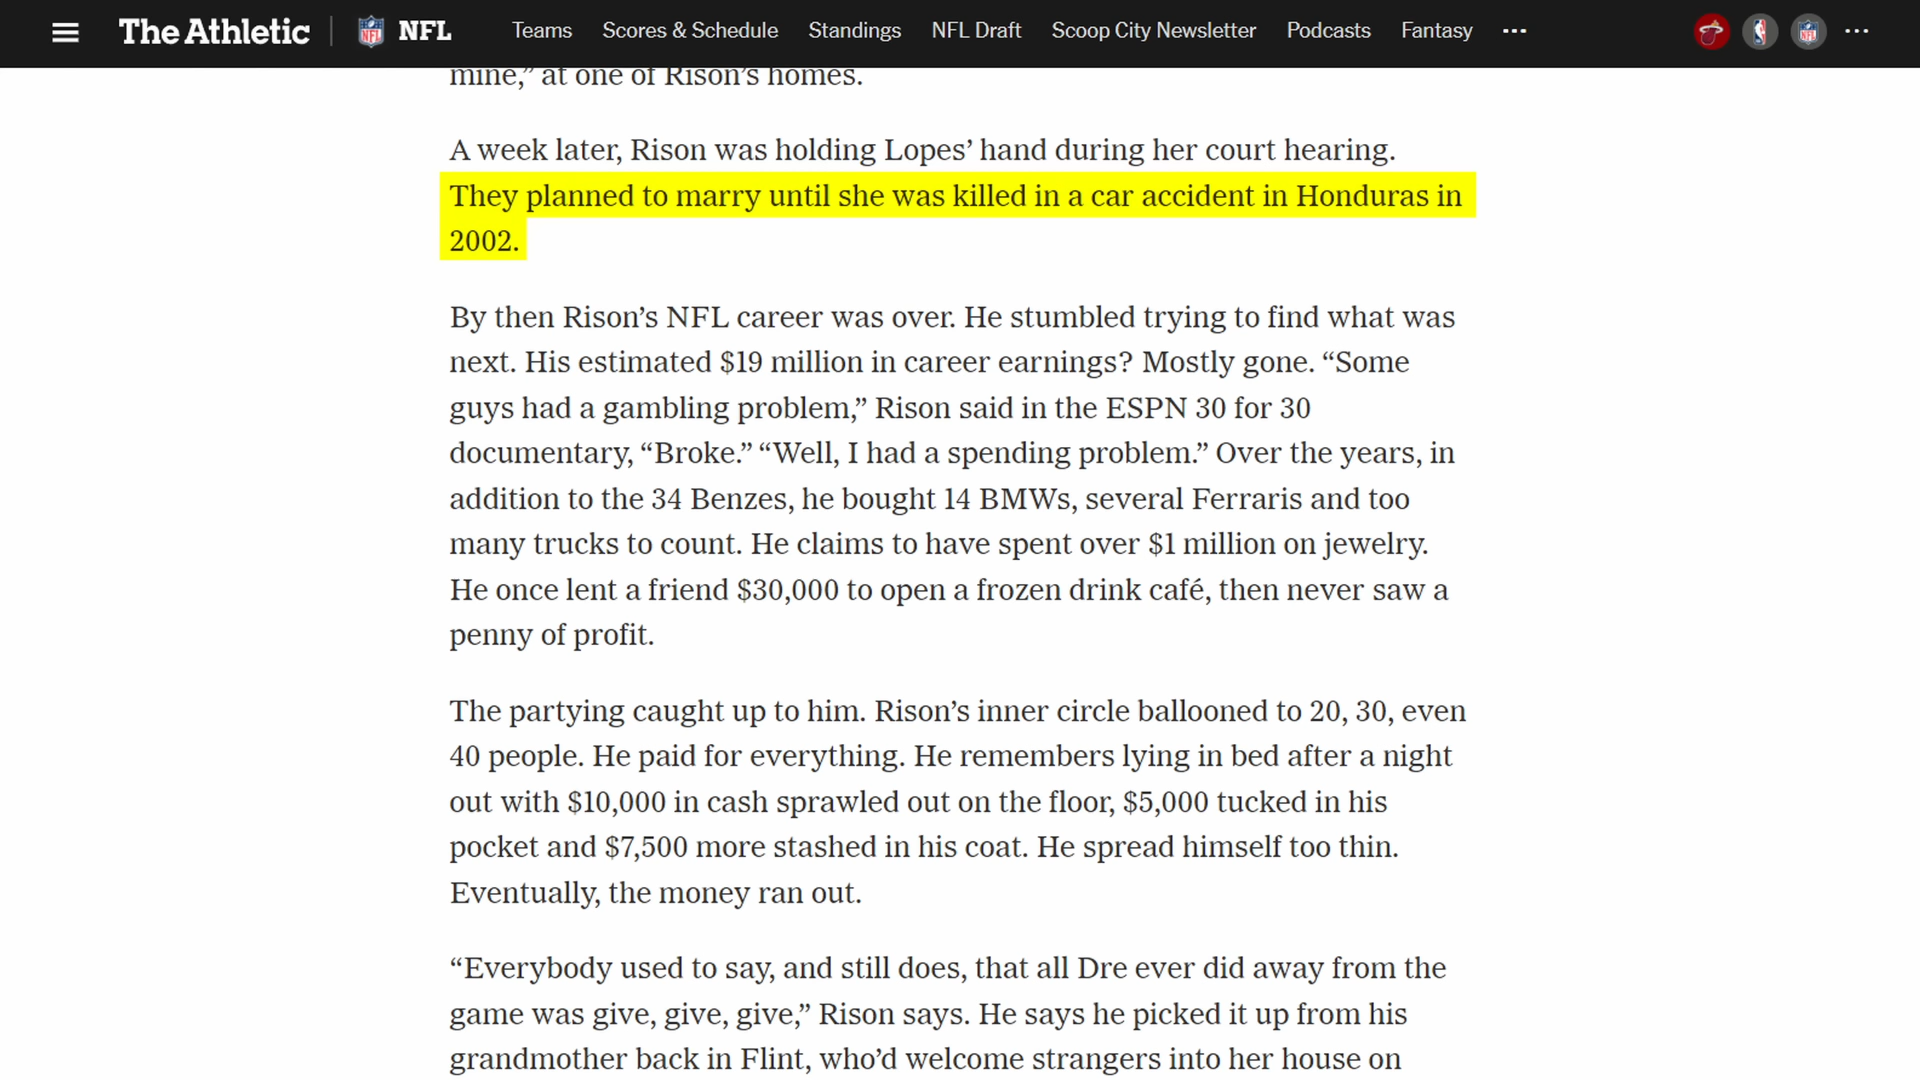 The Athletic NFL Teams Scores & Schedule Standings NFL Draft Scoop City Newsletter Podcasts Fantasy
mine,” at one of Rison’s homes.
A week later, Rison was holding Lopes’ hand during her court hearing.
They planned to marry until she was killed in a car accident in Honduras in
2002.
By then Rison’s NFL career was over. He stumbled trying to find what was
next. His estimated $19 million in career earnings? Mostly gone. “Some
guys had a gambling problem,” Rison said in the ESPN 30 for 30
documentary, “Broke.” “Well, I had a spending problem.” Over the years, in
addition to the 34 Benzes, he bought 14 BMWs, several Ferraris and too
many trucks to count. He claims to have spent over $1 million on jewelry.
He once lent a friend $30,000 to open a frozen drink café, then never saw a
penny of profit.
The partying caught up to him. Rison’s inner circle ballooned to 20, 30, even
40 people. He paid for everything. He remembers lying in bed after a night
out with $10,000 in cash sprawled out on the floor, $5,000 tucked in his
pocket and $7,500 more stashed in his coat. He spread himself too thin.
Eventually, the money ran out.
“Everybody used to say, and still does, that all Dre ever did away from the
game was give, give, give,” Rison says. He says he picked it up from his
grandmother back in Flint, who’d welcome strangers into her house on